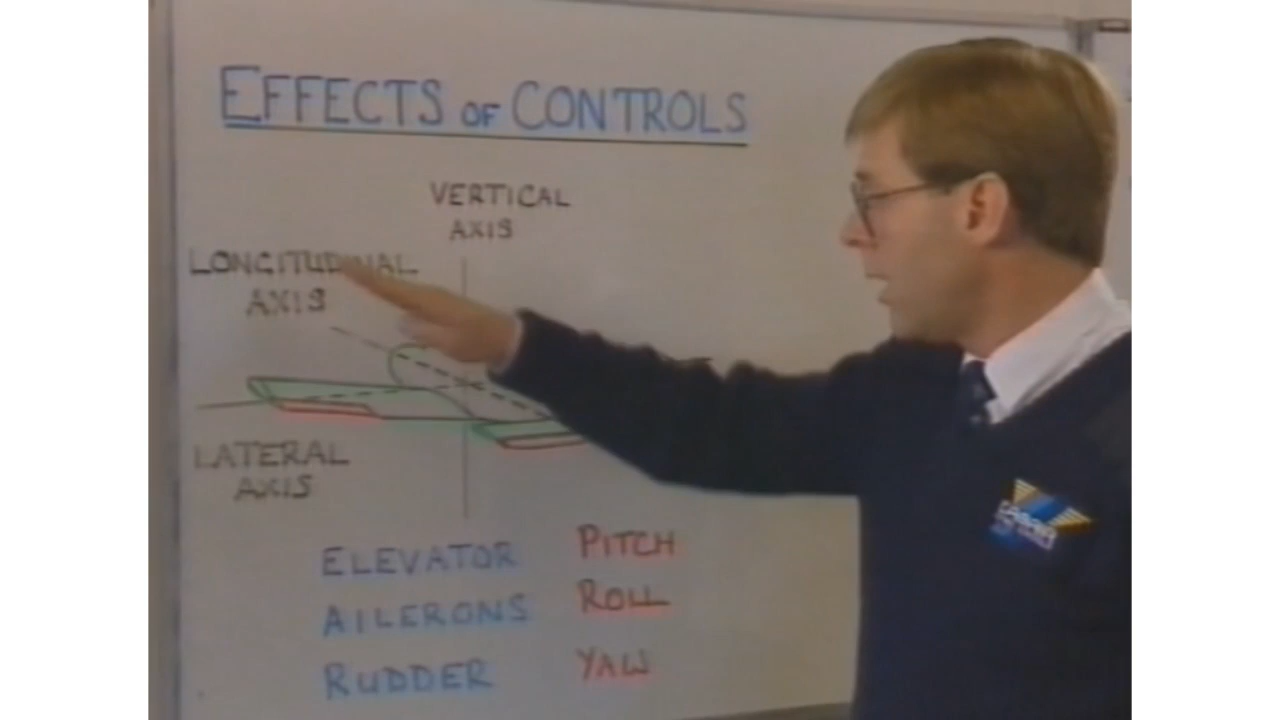 EFFECTS OF CONTROLS
VERTICAL
AXIS
LONGITUDINAL
AXIS
LATERAL
AXIS
ELEVATOR PITCH
AILERONS ROLL
RUDDER YAW